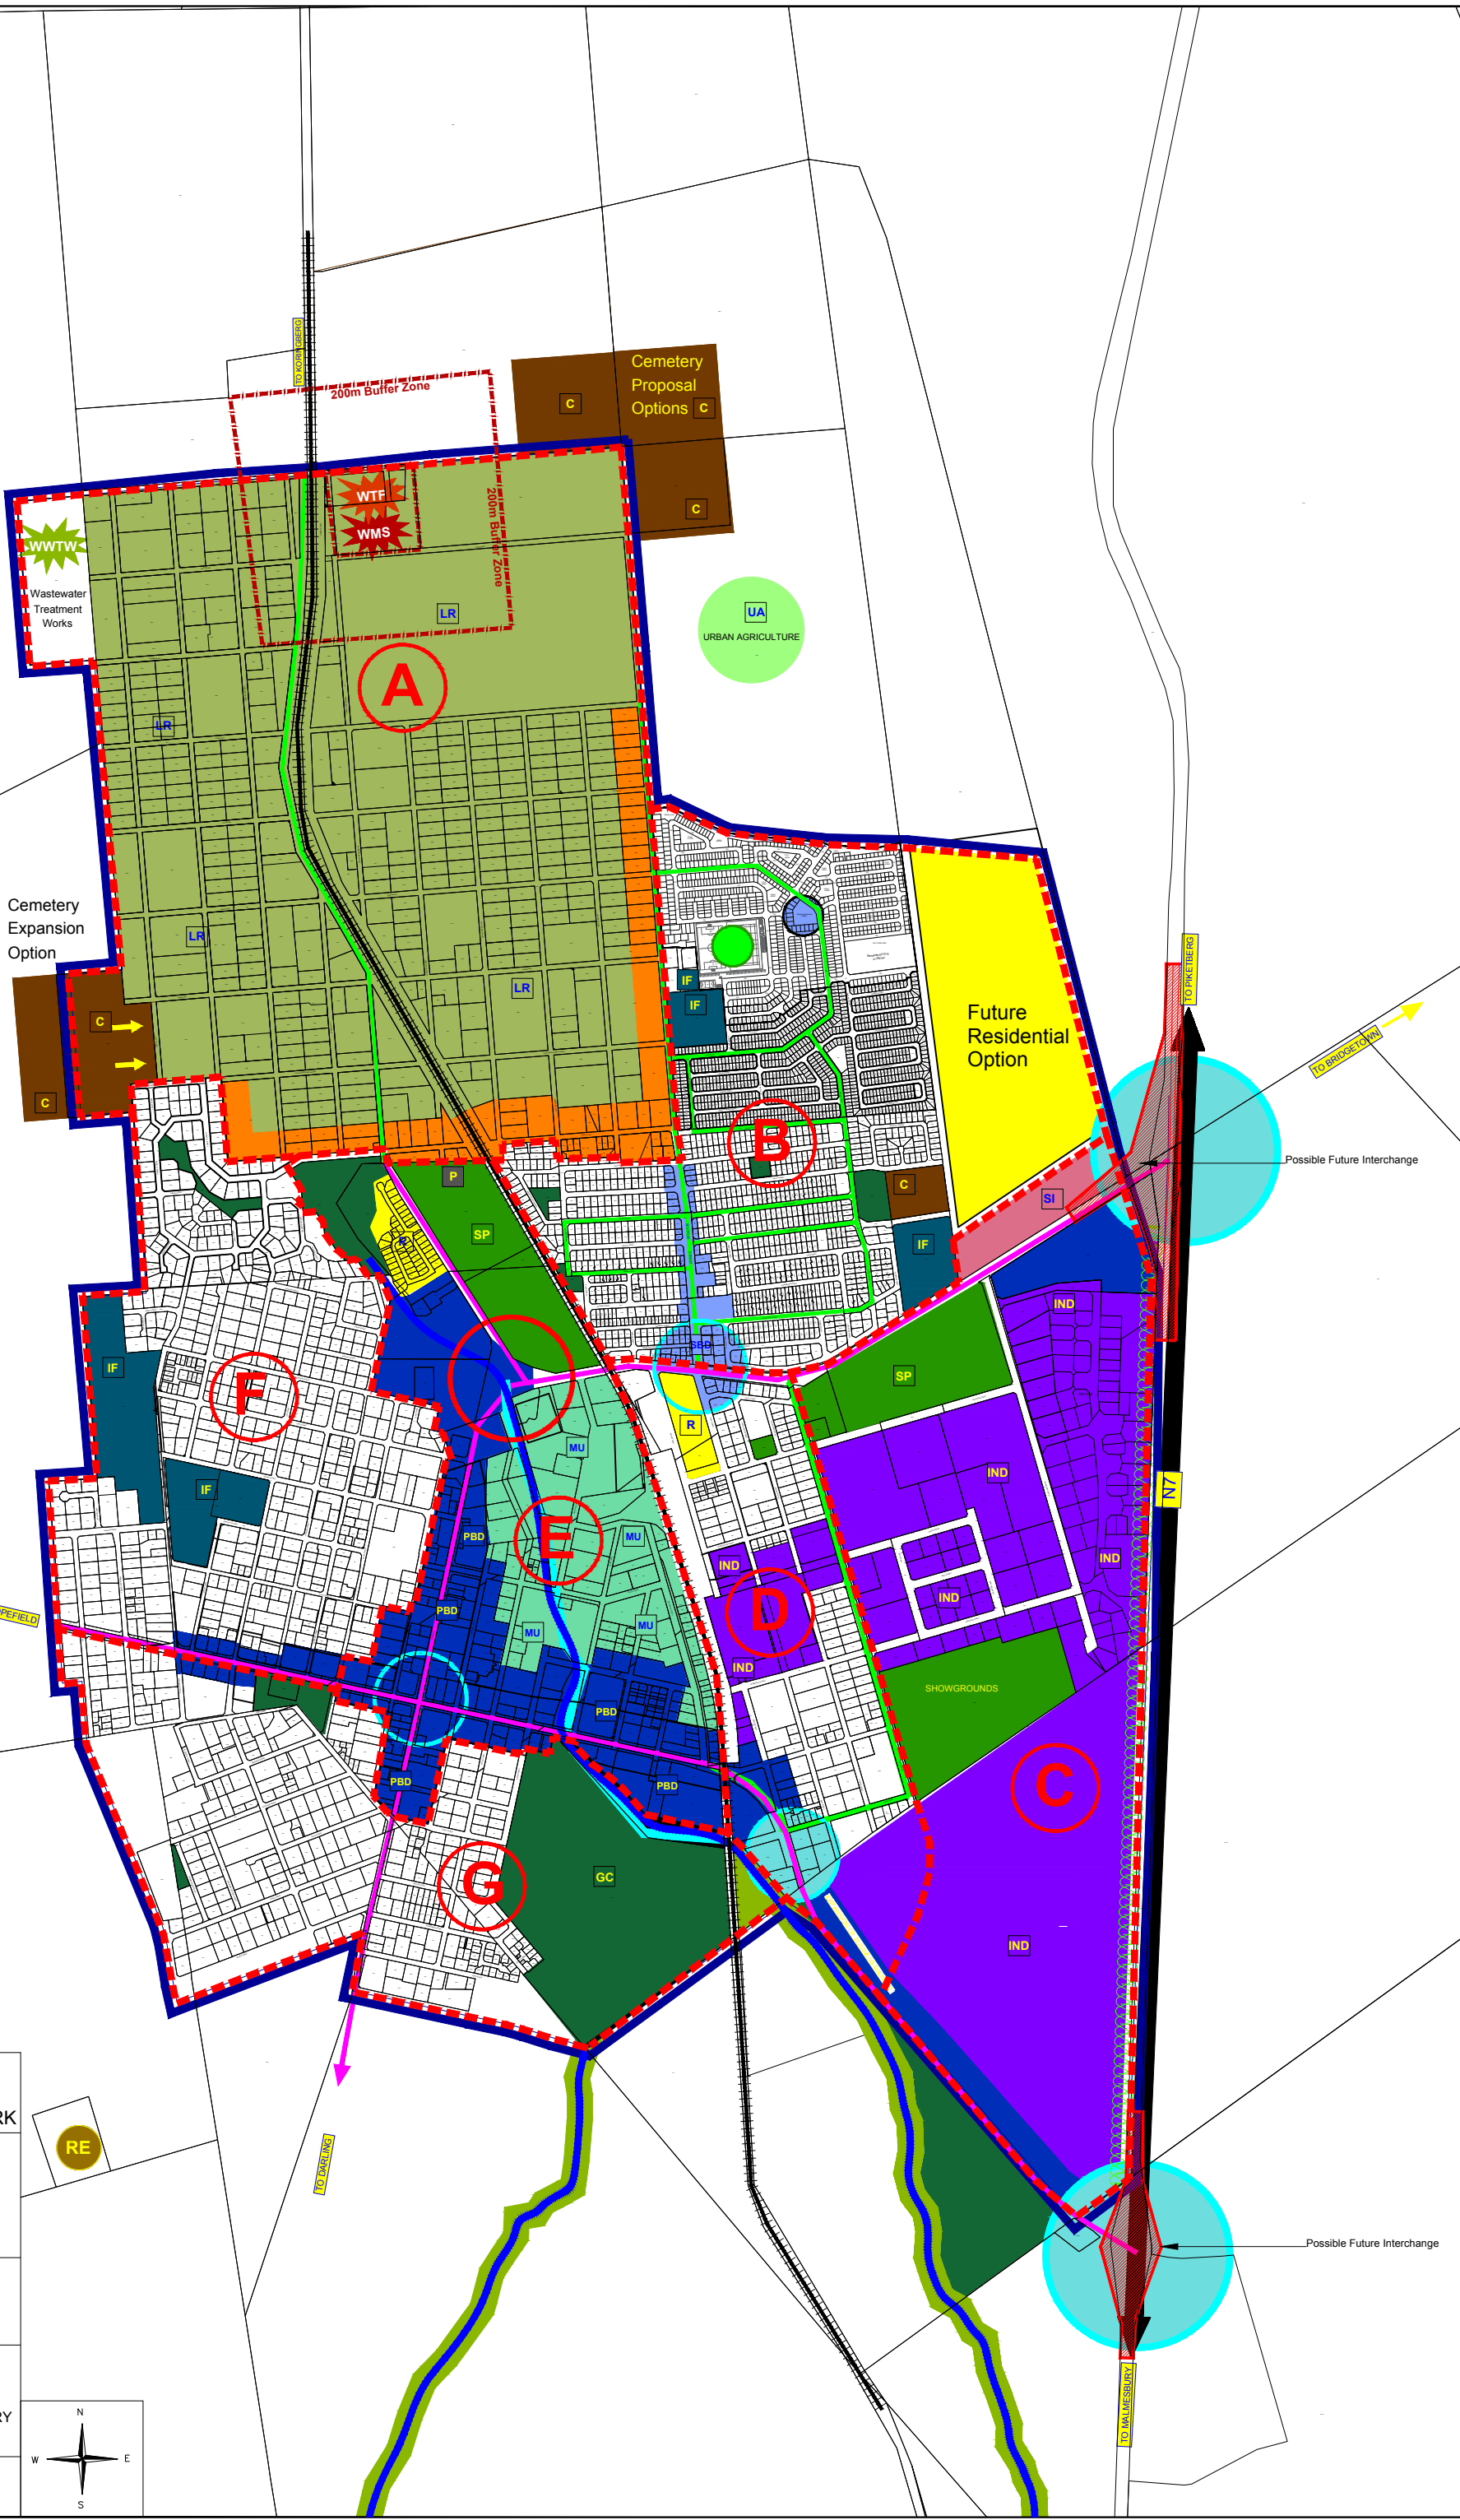 TO KORINGBERG
200m Buffer Zone
Cemetery
Proposal
Options
C
C
C
WTF
WMS
200m Buffer Zone
WWTW
Wastewater
Treatment
Works
LR
UA
URBAN AGRICULTURE
A
LR
Cemetery
Expansion
Option
LR
LR
C
C
IF
IF
Future
Residential
Option
TO PIKETBERG
TO BRIDGETOWN
B
Possible Future Interchange
P
C
SI
SP
R
IF
IND
SBD
IF
F
SP
R
MU
IND
N7
IF
PBD
E
MU
IND
IND
IND
PBD
D
MU
MU
IND
SHOWGROUNDS
PBD
PBD
PBD
C
G
GC
IND
RK
RE
TO DARLING
Possible Future Interchange
TO MALMESBURY
RY
N
W
E
S